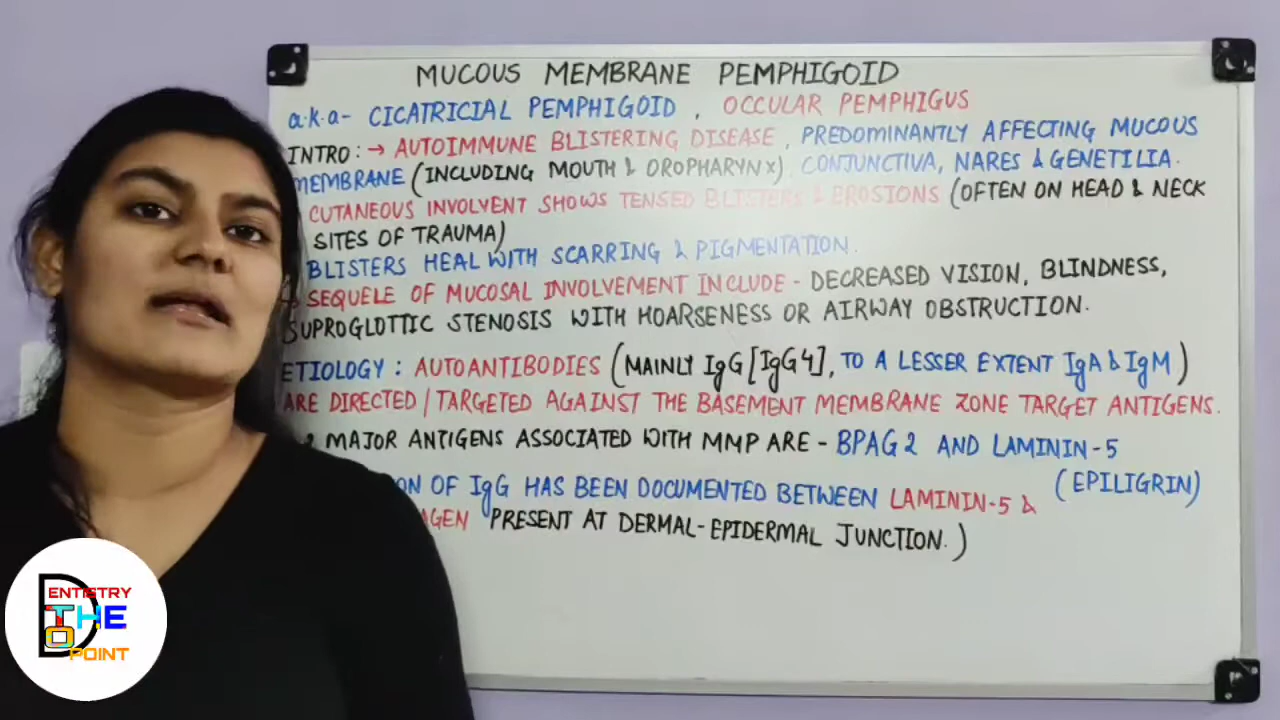 MUCOUS MEMBRANE PEMPHIGOID
a.k.a- CICATRICIAL PEMPHIGOID , OCCULAR PEMPHIGUS
INTRO:→ AUTOIMMUNE BLISTERING DISEASE, PREDOMINANTLY AFFECTING MUCOUS
MEMBRANE (INCLUDING MOUTH & OROPHARYNX) CONJUNCTIVA, NARES & GENETILIA.
CUTANEOUS INVOLVENT SHOWS TENSED BLISTERS & EROSIONS (OFTEN ON HEAD & NECK
SITES OF TRAUMA)
BLISTERS HEAL WITH SCARRING & PIGMENTATION.
SEQUELE OF MUCOSAL INVOLVEMENT INCLUDE - DECREASED VISION, BLINDNESS,
SUPROGLOTTIC STENOSIS WITH HOARSENESS OR AIRWAY OBSTRUCTION.
ETIOLOGY: AUTOANTIBODIES (MAINLY IgG [IgG4], TO A LESSER EXTENT IgA & IgM)
ARE DIRECTED/TARGETED AGAINST THE BASEMENT MEMBRANE ZONE TARGET ANTIGENS.
2 MAJOR ANTIGENS ASSOCIATED WITH MMP ARE - BPAG2 AND LAMININ-5
(EPILIGRIN)
OF IgG HAS BEEN DOCUMENTED BETWEEN LAMININ-5 &
PRESENT AT DERMAL-EPIDERMAL JUNCTION.)
DENTISTRY
THE
TO
POINT